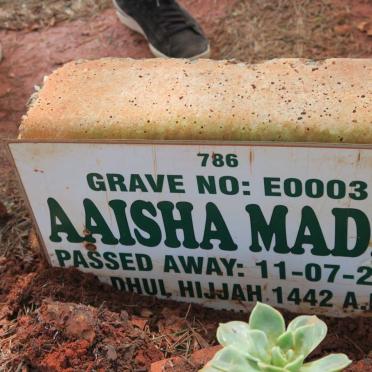 786
GRAVE NO: E0003
AAISHA MAD
PASSED AWAY: 11-07-2
DHUL HIJJAH 1442 A.